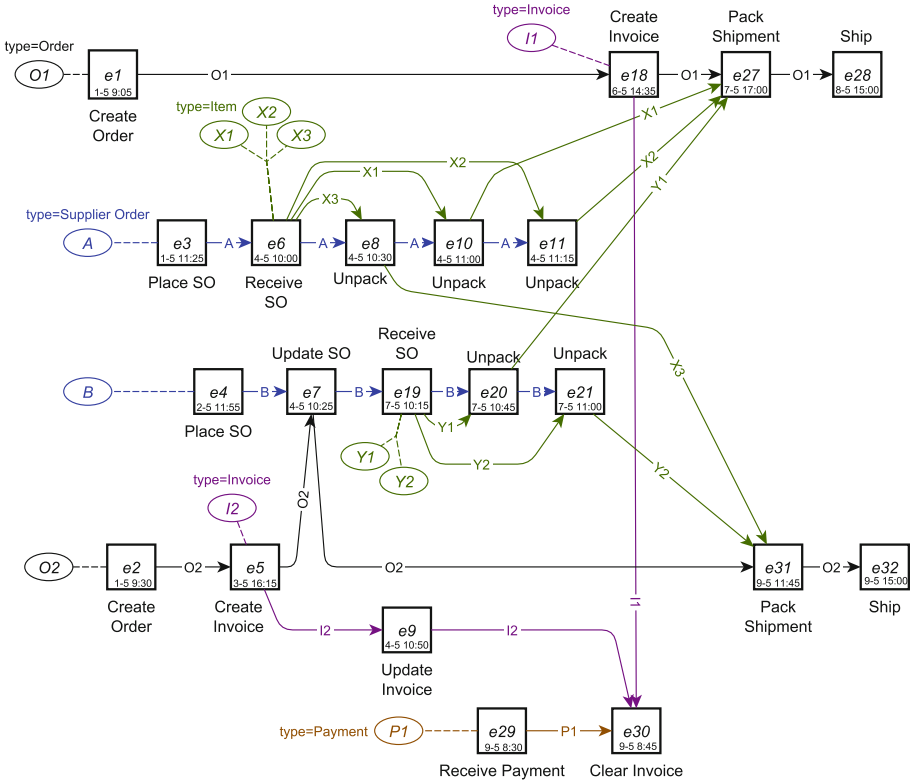 type=Invoice
I1
Create
Invoice
Pack
Shipment
Ship
type=Order
O1
e1
1-5 9:05
O1
e18
6-5 14:35
O1
e27
7-5 17:00
O1
e28
8-5 15:00
Create
Order
type=Item
X1
X2
X3
X1
X2
Y1
X2
X1
X3
type=Supplier Order
A
e3
1-5 11:25
A
e6
4-5 10:00
A
e8
4-5 10:30
A
e10
4-5 11:00
A
e11
4-5 11:15
Place SO
Receive
SO
Unpack
Unpack
Unpack
Update SO
Receive
SO
Unpack
Unpack
X3
B
e4
2-5 11:55
B
e7
4-5 10:25
B
e19
7-5 10:15
B
e20
7-5 10:45
B
e21
7-5 11:00
Place SO
Y1
Y2
Y1
Y2
Y2
type=Invoice
I2
O2
O2
e2
1-5 9:30
O2
e5
3-5 16:15
O2
e31
9-5 11:45
O2
e32
9-5 15:00
Create
Order
Create
Invoice
Pack
Shipment
Ship
I1
I2
e9
4-5 10:50
I2
Update
Invoice
type=Payment
P1
e29
9-5 8:30
P1
e30
9-5 8:45
Receive Payment
Clear Invoice